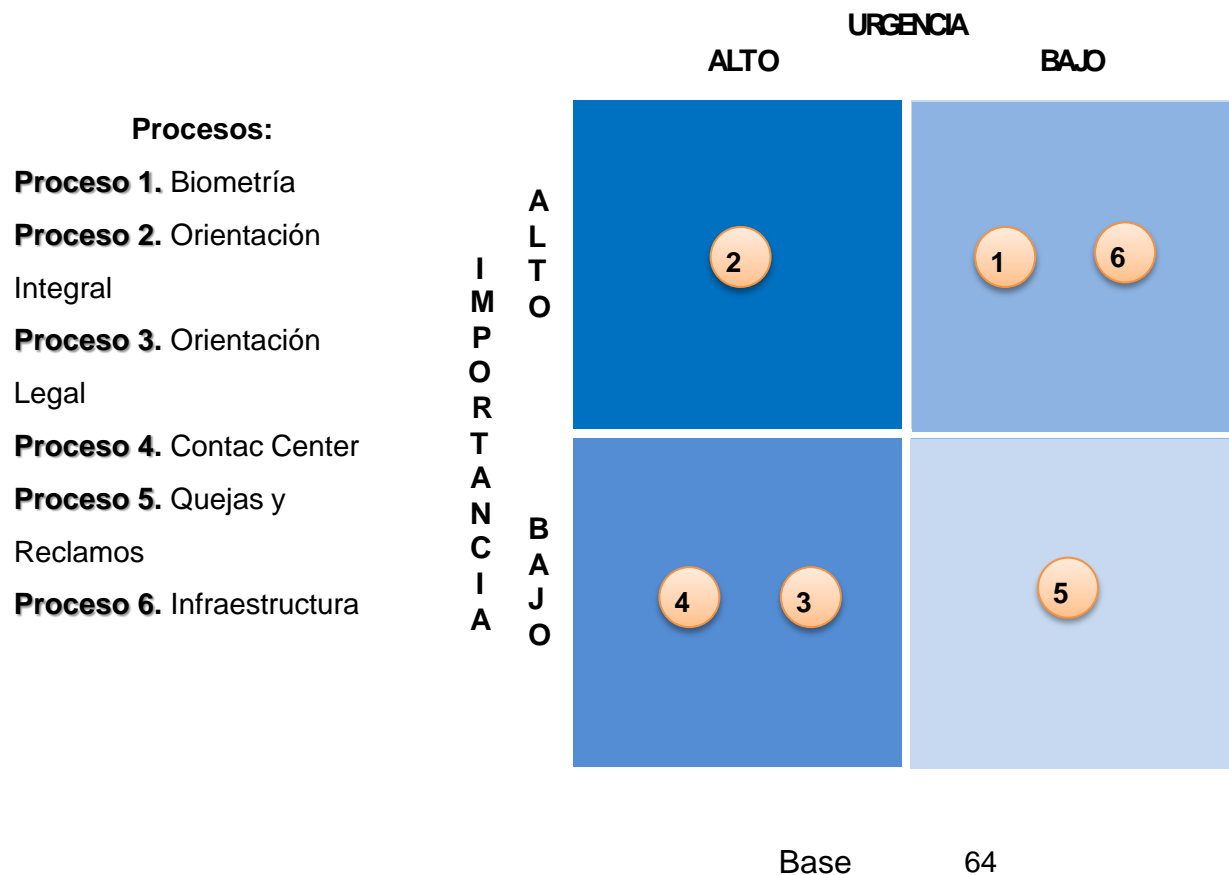 URGENCIA
ALTO BAJO
Procesos:
Proceso 1. Biometría
Proceso 2. Orientación
Integral
Proceso 3. Orientación
Legal
Proceso 4. Contac Center
Proceso 5. Quejas y
Reclamos
Proceso 6. Infraestructura
IMPORTANCIA
ALTO
BAJO
2
1 6
4 3
5
Base 64